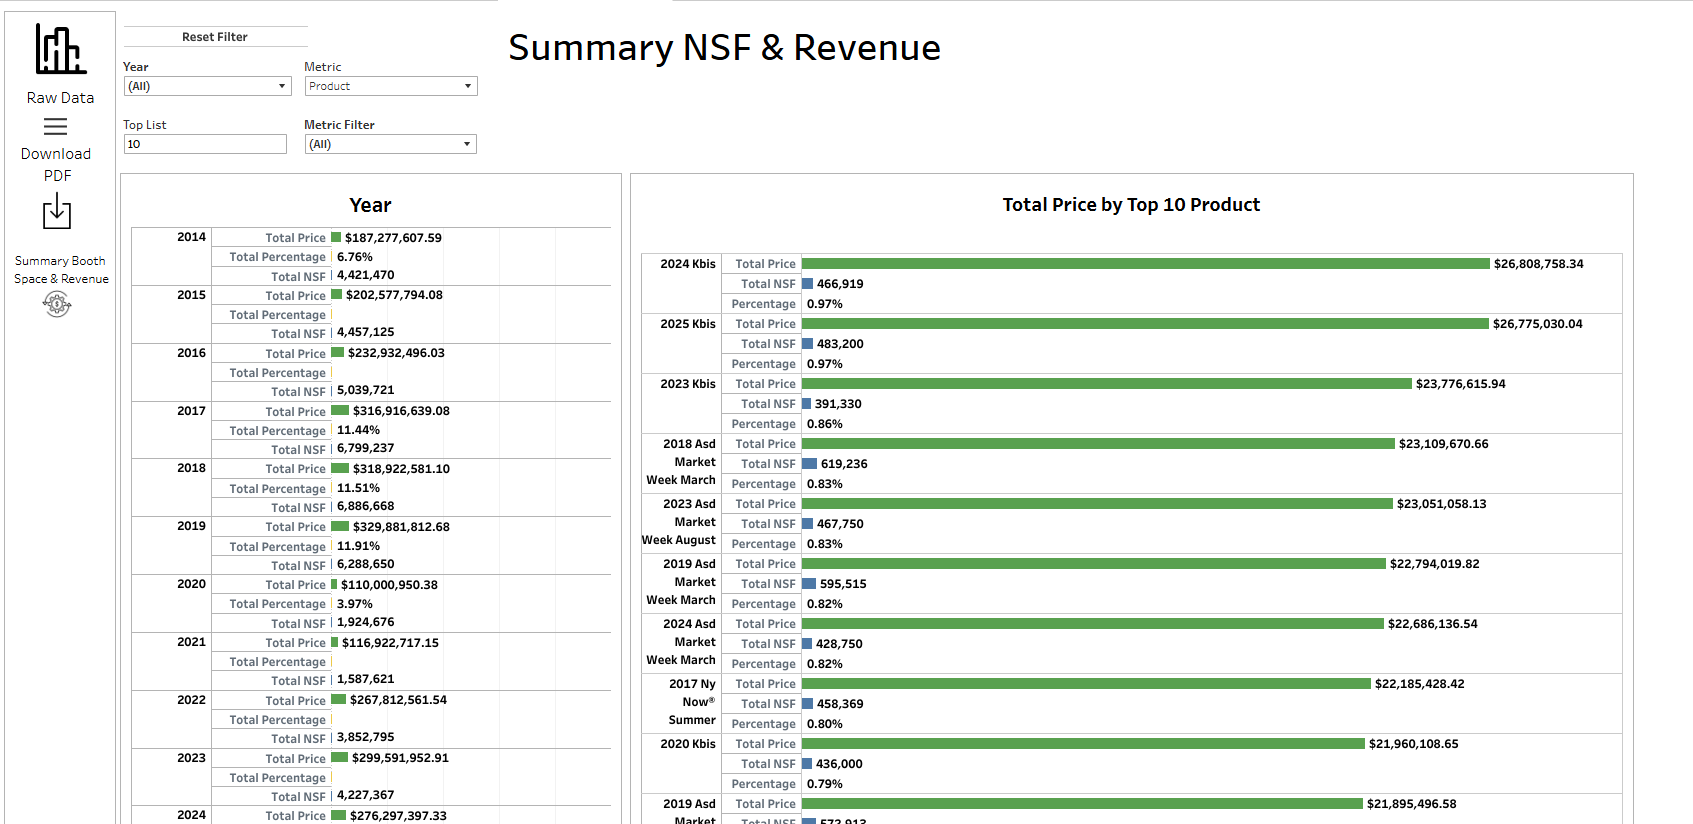 Summary NSF & Revenue
Raw Data
Download
PDF
Summary Booth
Space & Revenue
Reset Filter
Year
(All)
Metric
Product
Top List
10
Metric Filter
(All)
Year
2014
Total Price $187,277,607.59
Total Percentage 6.76%
Total NSF 4,421,470
2015
Total Price $202,577,794.08
Total Percentage
Total NSF 4,457,125
2016
Total Price $232,932,496.03
Total Percentage
Total NSF 5,039,721
2017
Total Price $316,916,639.08
Total Percentage 11.44%
Total NSF 6,799,237
2018
Total Price $318,922,581.10
Total Percentage 11.51%
Total NSF 6,886,668
2019
Total Price $329,881,812.68
Total Percentage 11.91%
Total NSF 6,288,650
2020
Total Price $110,000,950.38
Total Percentage 3.97%
Total NSF 1,924,676
2021
Total Price $116,922,717.15
Total Percentage
Total NSF 1,587,621
2022
Total Price $267,812,561.54
Total Percentage
Total NSF 3,852,795
2023
Total Price $299,591,952.91
Total Percentage
Total NSF 4,227,367
2024
Total Price $276,297,397.33
Total Price by Top 10 Product
2024 Kbis
Total Price $26,808,758.34
Total NSF 466,919
Percentage 0.97%
2025 Kbis
Total Price $26,775,030.04
Total NSF 483,200
Percentage 0.97%
2023 Kbis
Total Price $23,776,615.94
Total NSF 391,330
Percentage 0.86%
2018 Asd
Market
Week March
Total Price $23,109,670.66
Total NSF 619,236
Percentage 0.83%
2023 Asd
Market
Week August
Total Price $23,051,058.13
Total NSF 467,750
Percentage 0.83%
2019 Asd
Market
Week March
Total Price $22,794,019.82
Total NSF 595,515
Percentage 0.82%
2024 Asd
Market
Week March
Total Price $22,686,136.54
Total NSF 428,750
Percentage 0.82%
2017 Ny
Now®
Summer
Total Price $22,185,428.42
Total NSF 458,369
Percentage 0.80%
2020 Kbis
Total Price $21,960,108.65
Total NSF 436,000
Percentage 0.79%
2019 Asd
Market
Total Price $21,895,496.58
Total NSF 572,913